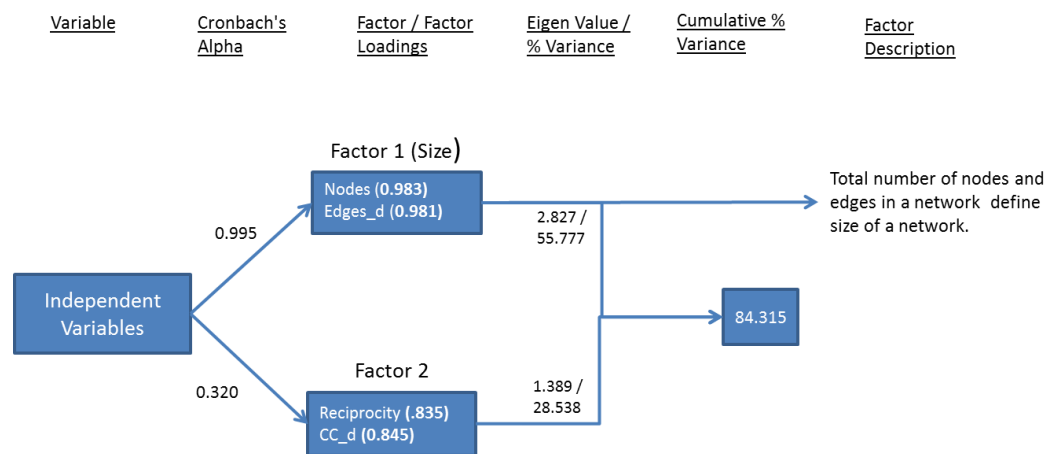 Variable
Cronbach's
Alpha
Factor / Factor
Loadings
Eigen Value /
% Variance
Cumulative %
Variance
Factor
Description
Factor 1 (Size)
Nodes (0.983)
Edges_d (0.981)
0.995
2.827 /
55.777
Total number of nodes and
edges in a network define
size of a network.
Independent
Variables
84.315
0.320
Factor 2
Reciprocity (.835)
CC_d (0.845)
1.389 /
28.538